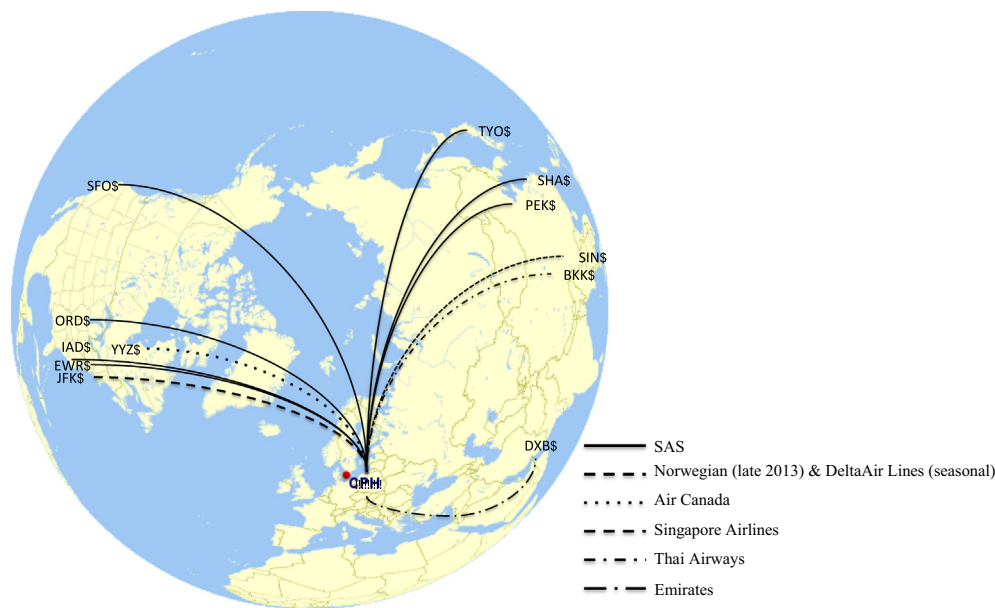 TYO$
SHA$
PEK$
SFO$
SIN$
BKK$
ORD$
IAD$
YYZ$
EWR$
JFK$
DXB$
CPH
SAS
Norwegian (late 2013) & DeltaAir Lines (seasonal)
Air Canada
Singapore Airlines
Thai Airways
Emirates